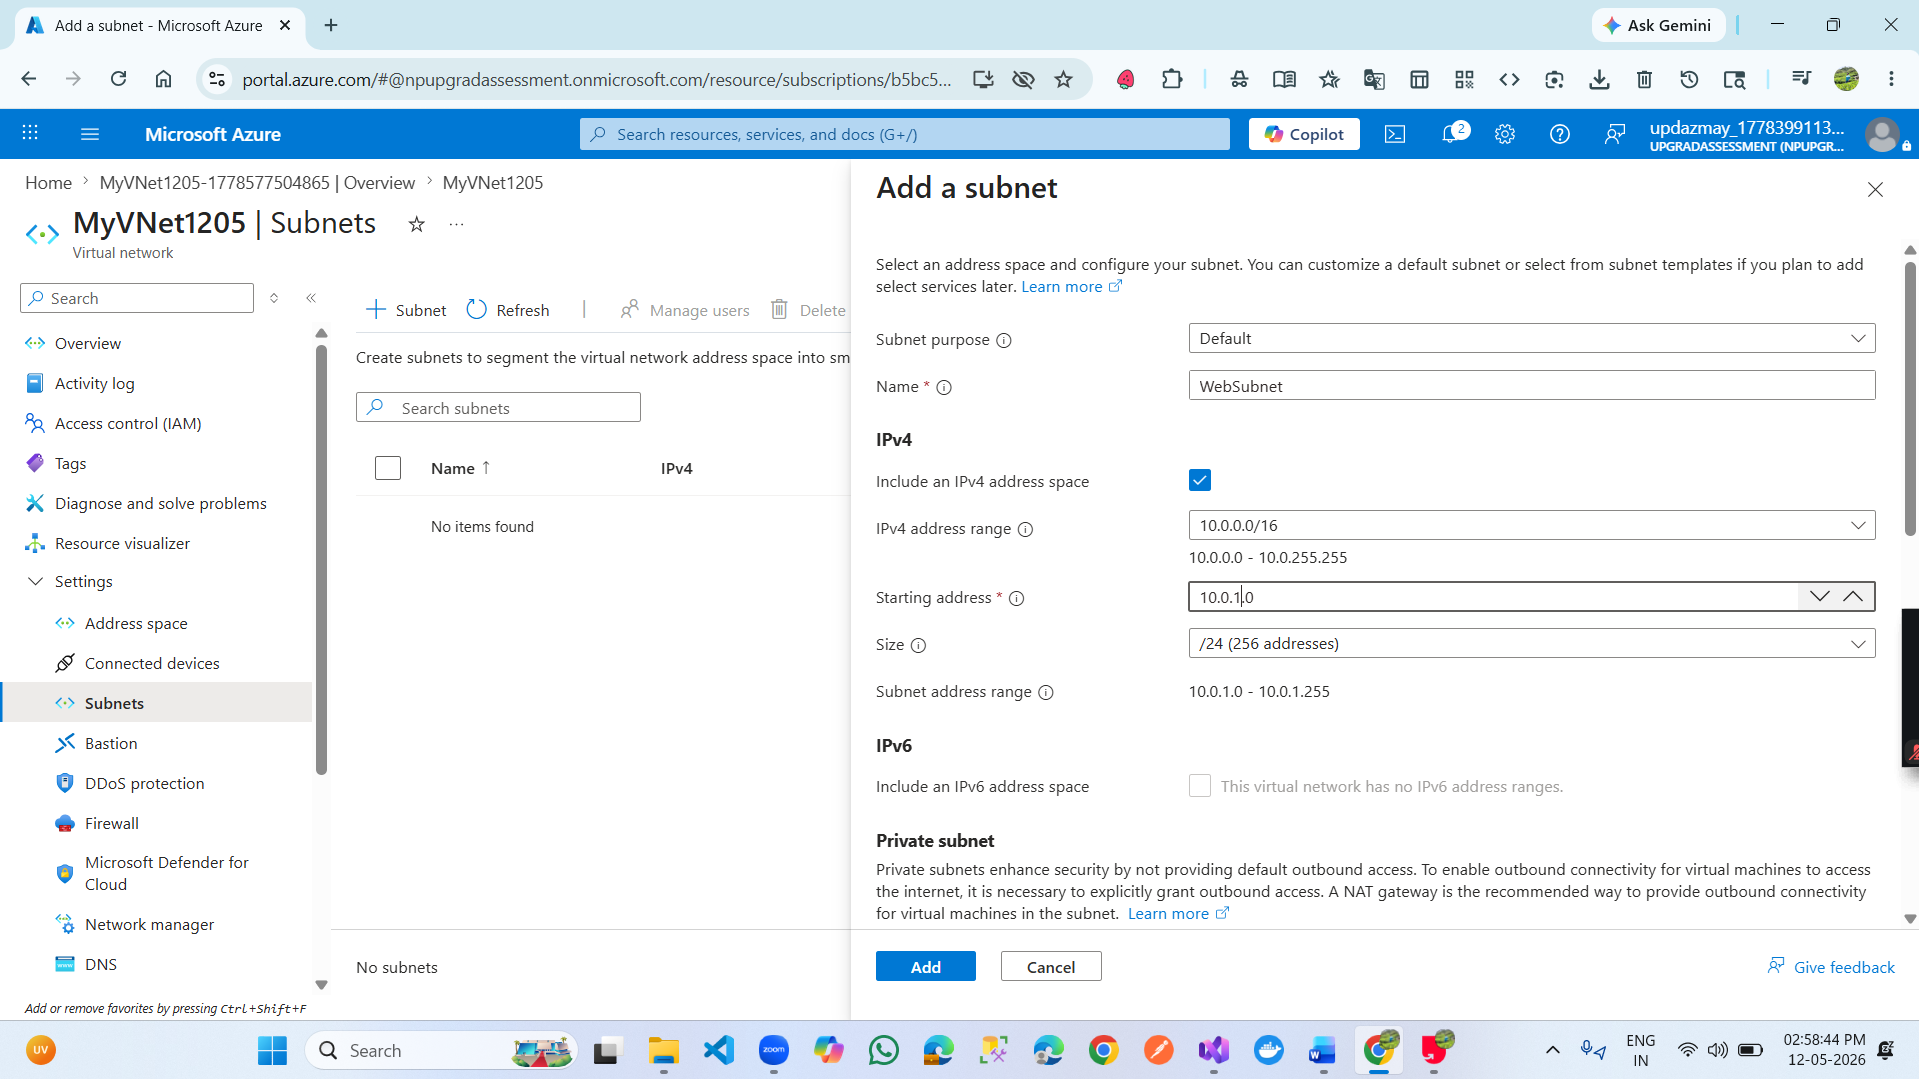 Add a subnet - Microsoft Azure
Ask Gemini
portal.azure.com/#@npupgradassessment.onmicrosoft.com/resource/subscriptions/b5bc5...
Microsoft Azure
Search resources, services, and docs (G+/)
Copilot
2
updazmay_1778399113...
UPGRADASSESSMENT (NPUPGR...
Home
MyVNet1205-1778577504865 | Overview
MyVNet1205
MyVNet1205 | Subnets
Virtual network
Search
Overview
Activity log
Access control (IAM)
Tags
Diagnose and solve problems
Resource visualizer
Settings
Address space
Connected devices
Subnets
Bastion
DDoS protection
Firewall
Microsoft Defender for
Cloud
Network manager
DNS
Add or remove favorites by pressing Ctrl+Shift+F
Subnet
Refresh
Manage users
Delete
Create subnets to segment the virtual network address space into sm
Search subnets
Name ↑
IPv4
No items found
No subnets
Add a subnet
Select an address space and configure your subnet. You can customize a default subnet or select from subnet templates if you plan to add
select services later. Learn more
Subnet purpose
Default
Name *
WebSubnet
IPv4
Include an IPv4 address space
IPv4 address range
10.0.0.0/16
10.0.0.0 - 10.0.255.255
Starting address *
10.0.1.0
Size
/24 (256 addresses)
Subnet address range
10.0.1.0 - 10.0.1.255
IPv6
Include an IPv6 address space
This virtual network has no IPv6 address ranges.
Private subnet
Private subnets enhance security by not providing default outbound access. To enable outbound connectivity for virtual machines to access
the internet, it is necessary to explicitly grant outbound access. A NAT gateway is the recommended way to provide outbound connectivity
for virtual machines in the subnet. Learn more
Add
Cancel
Give feedback
UV
Search
zoom
ENG
IN
02:58:44 PM
12-05-2026